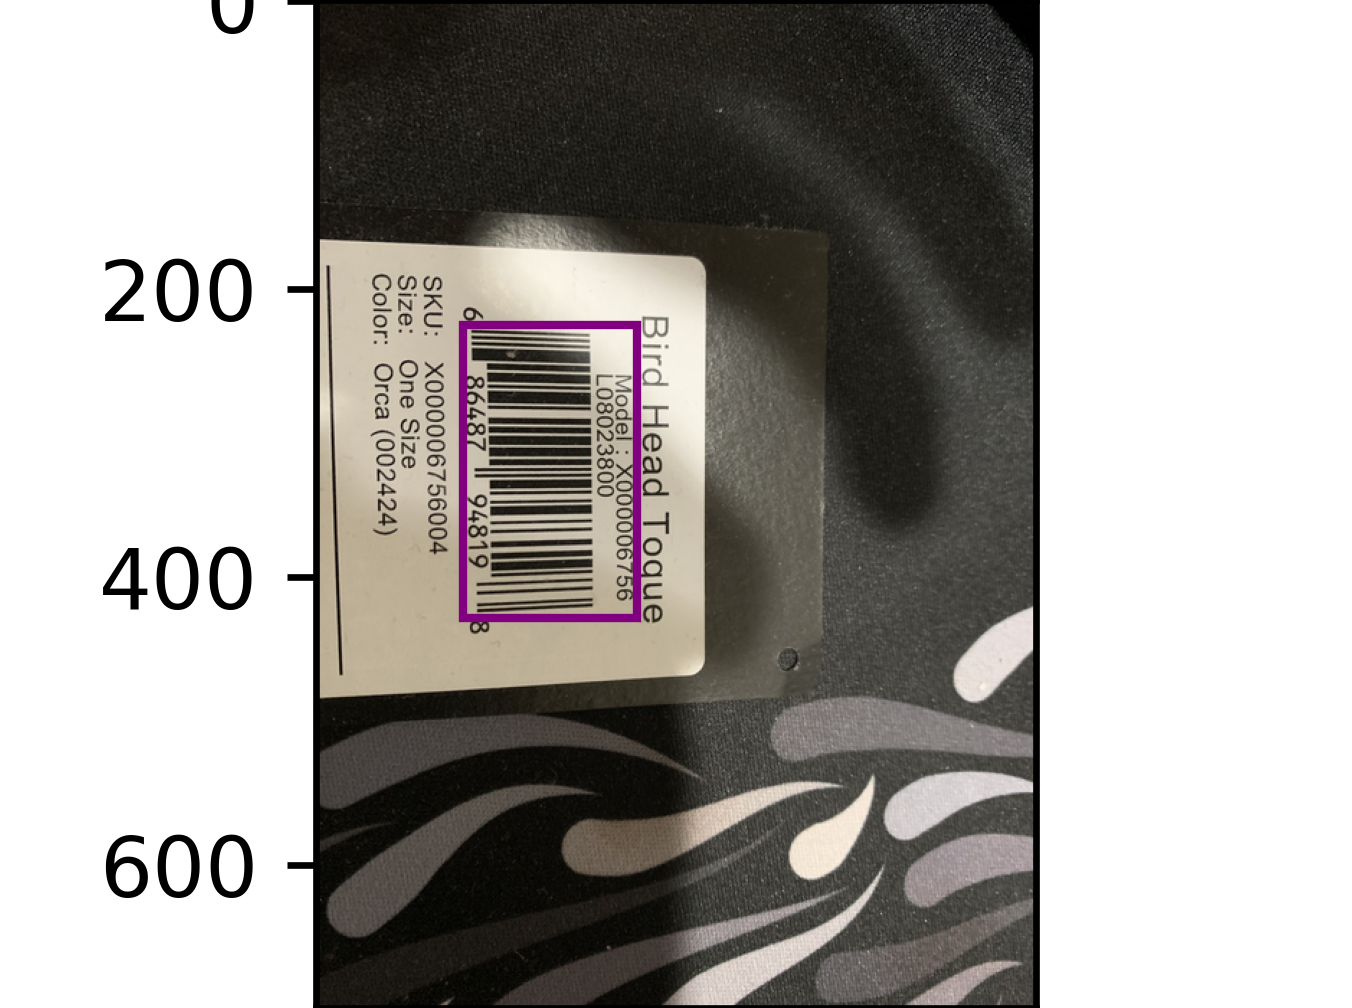 0
200
400
600
Bird Head Toque
Model : X000006756
L08023800
6 86487 94819 8
SKU: X000006756004
Size: One Size
Color: Orca (002424)